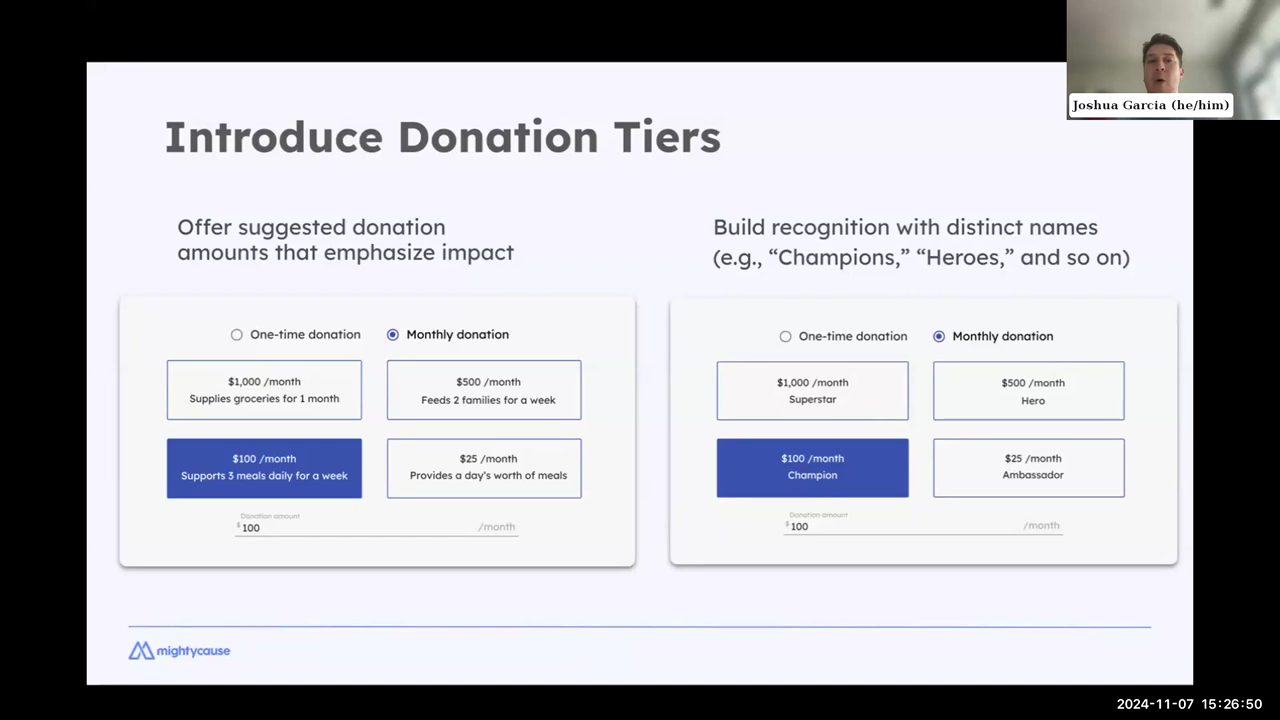 Joshua Garcia (he/him)
Introduce Donation Tiers
Offer suggested donation
amounts that emphasize impact
One-time donation
Monthly donation
$1,000 /month
Supplies groceries for 1 month
$500 /month
Feeds 2 families for a week
$100 /month
Supports 3 meals daily for a week
$25 /month
Provides a day's worth of meals
Donation amount
$ 100
/month
Build recognition with distinct names
(e.g., “Champions,” “Heroes,” and so on)
One-time donation
Monthly donation
$1,000 /month
Superstar
$500 /month
Hero
$100 /month
Champion
$25 /month
Ambassador
Donation amount
$ 100
/month
mightycause
2024-11-07 15:26:50